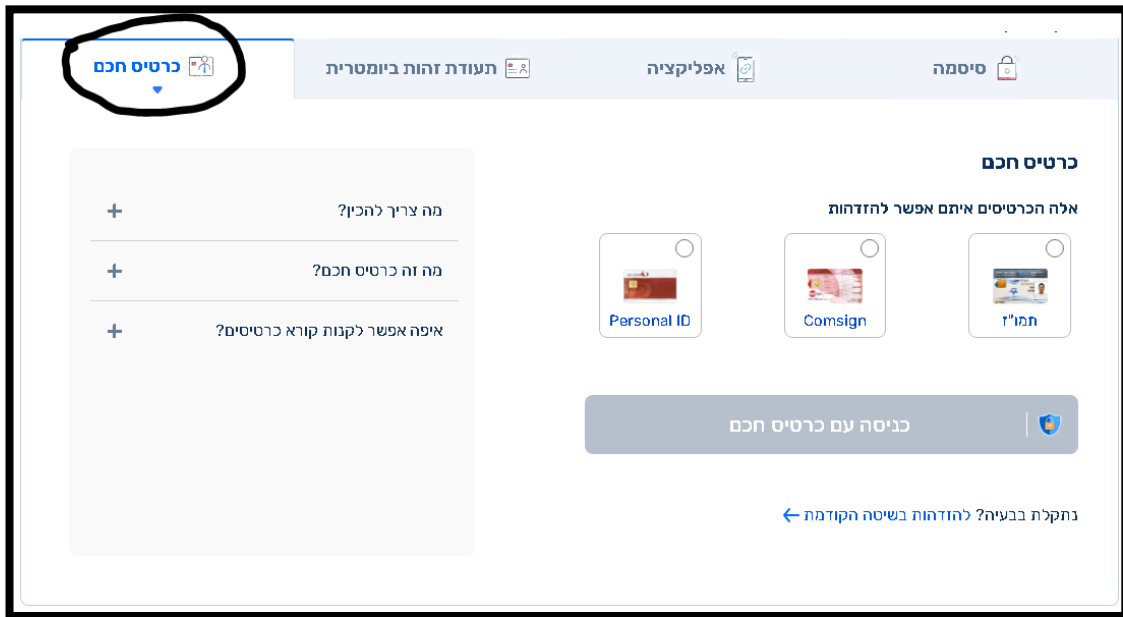 סיסמה
אפליקציה
תעודת זהות ביומטרית
כרטיס חכם
כרטיס חכם
אלה הכרטיסים איתם אפשר להזדהות
תמו"ז
Comsign
Personal ID
כניסה עם כרטיס חכם
נתקלת בבעיה? להזדהות בשיטה הקודמת ←
מה צריך להכין?
מה זה כרטיס חכם?
איפה אפשר לקנות קורא כרטיסים?